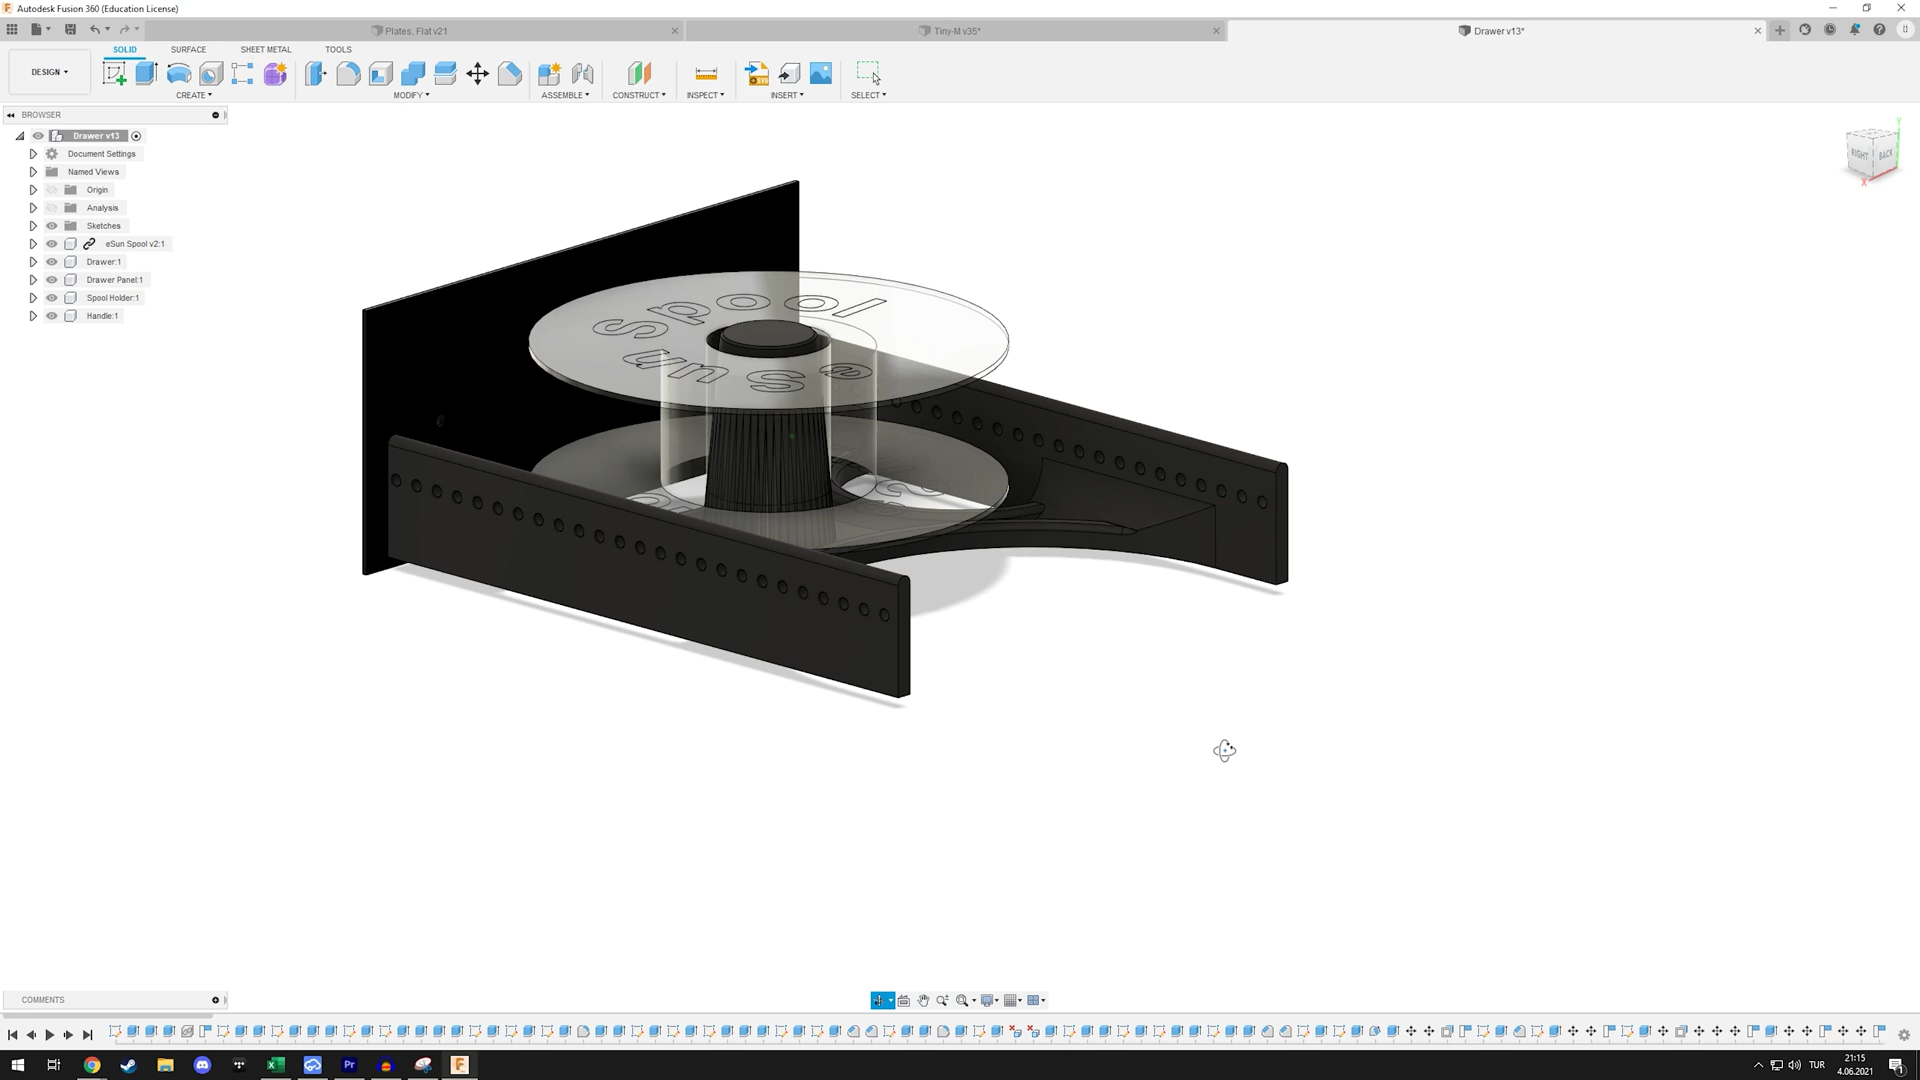 Autodesk Fusion 360 (Education License)
Plates, Flat v21
Tiny-M v35*
Drawer v13*
SOLID
SURFACE
SHEET METAL
TOOLS
DESIGN
CREATE
MODIFY
ASSEMBLE
CONSTRUCT
INSPECT
INSERT
SELECT
BROWSER
Drawer v13
Document Settings
Named Views
Origin
Analysis
Sketches
eSun Spool v2:1
Drawer:1
Drawer Panel:1
Spool Holder:1
Handle:1
Spool
eSun
RIGHT
BACK
Y
X
COMMENTS
TUR
21:15
4.06.2021